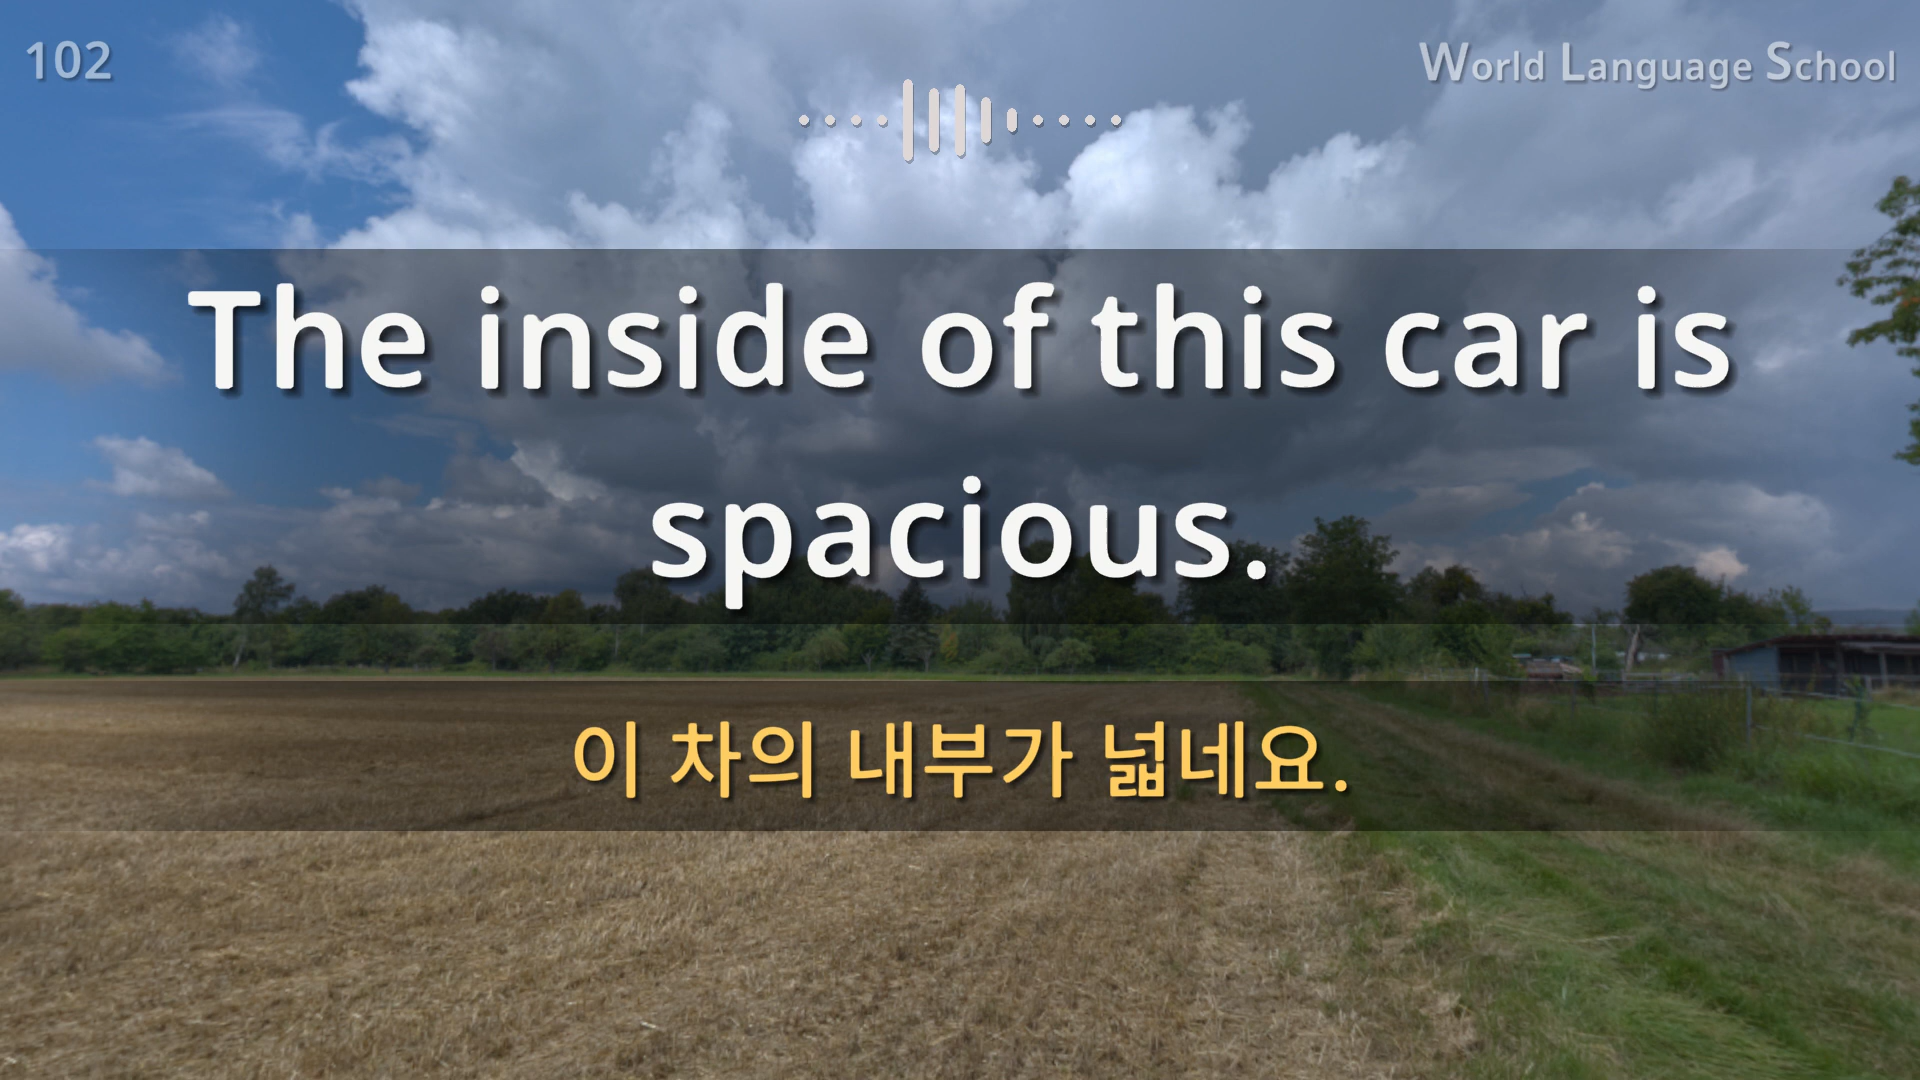 102
World Language School
The inside of this car is
spacious.
이 차의 내부가 넓네요.